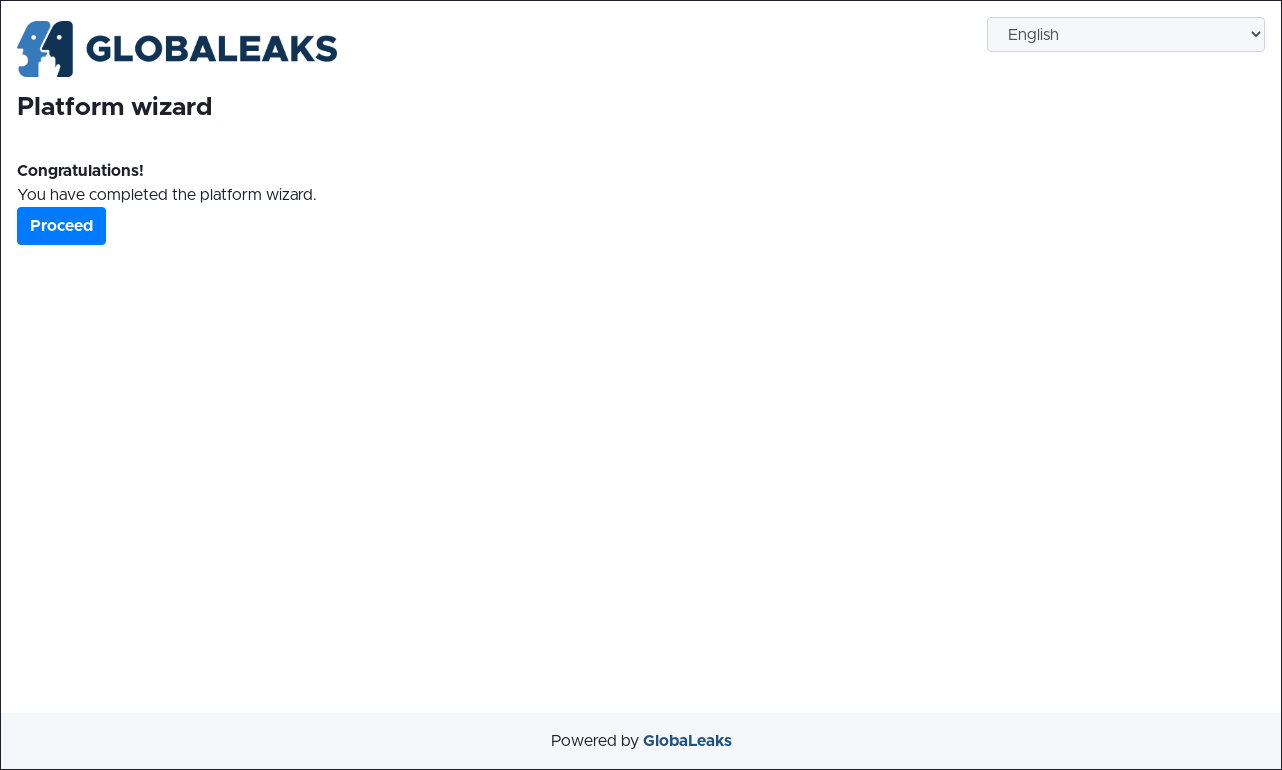 GLOBALEAKS
English
Platform wizard
Congratulations!
You have completed the platform wizard.
Proceed
Powered by GlobaLeaks